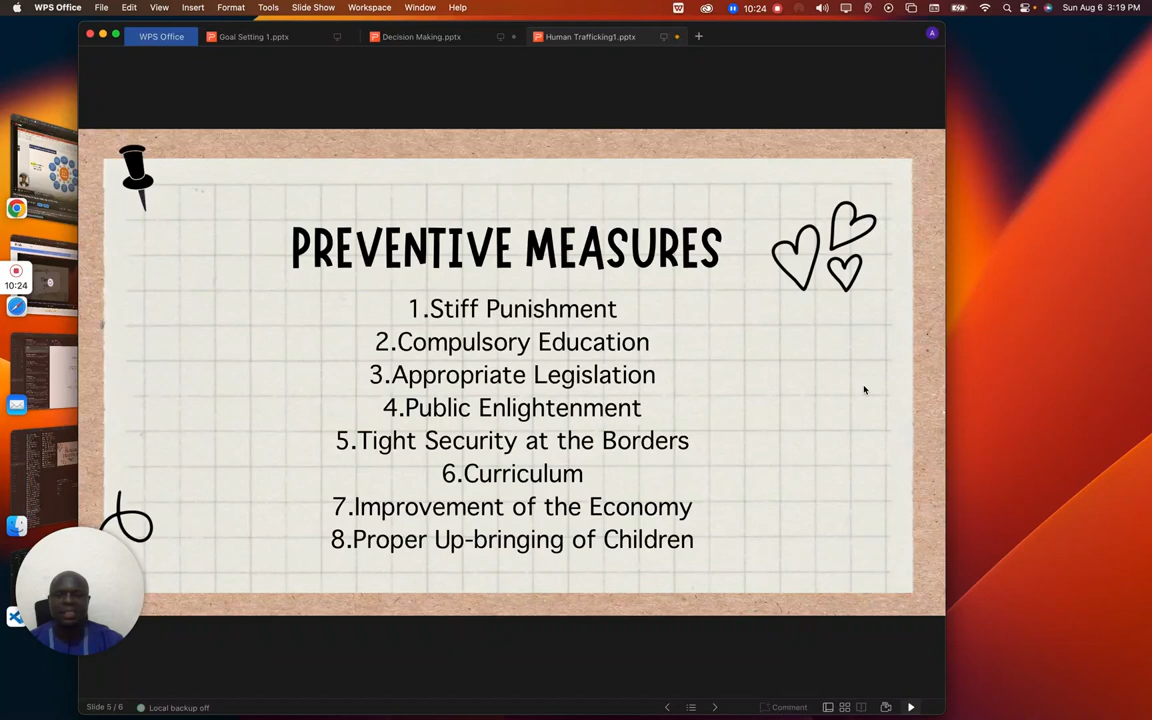 WPS Office File Edit View Insert Format Tools Slide Show Workspace Window Help 10:24 Sun Aug 6 3:19 PM
WPS Office Goal Setting 1.pptx Decision Making.pptx Human Trafficking1.pptx A
PREVENTIVE MEASURES
1.Stiff Punishment
2.Compulsory Education
3.Appropriate Legislation
4.Public Enlightenment
5.Tight Security at the Borders
6.Curriculum
7.Improvement of the Economy
8.Proper Up-bringing of Children
10:24
Slide 5 / 6 Local backup off Comment